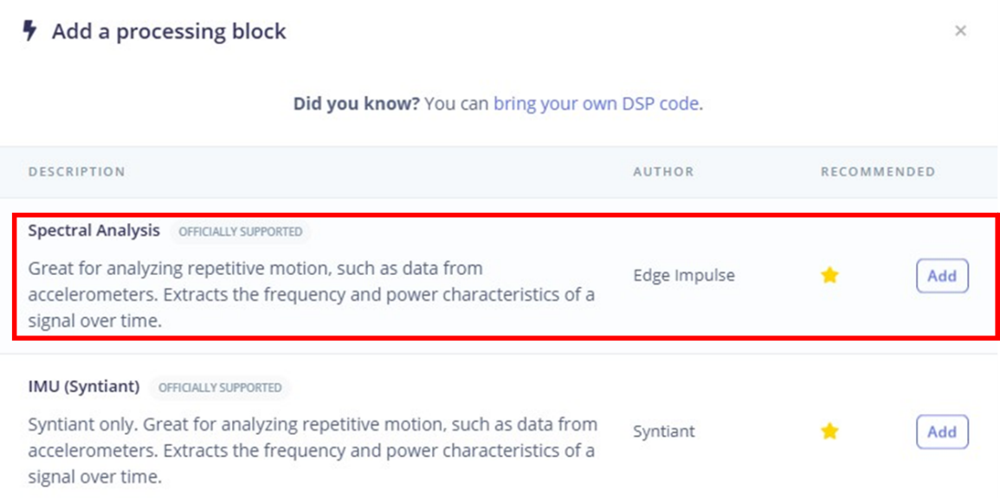 Add a processing block
Did you know? You can bring your own DSP code.
DESCRIPTION AUTHOR RECOMMENDED
Spectral Analysis OFFICIALLY SUPPORTED
Great for analyzing repetitive motion, such as data from
accelerometers. Extracts the frequency and power characteristics of a
signal over time.
Edge Impulse
Add
IMU (Syntiant) OFFICIALLY SUPPORTED
Syntiant only. Great for analyzing repetitive motion, such as data from
accelerometers. Extracts the frequency and power characteristics of a
signal over time.
Syntiant
Add